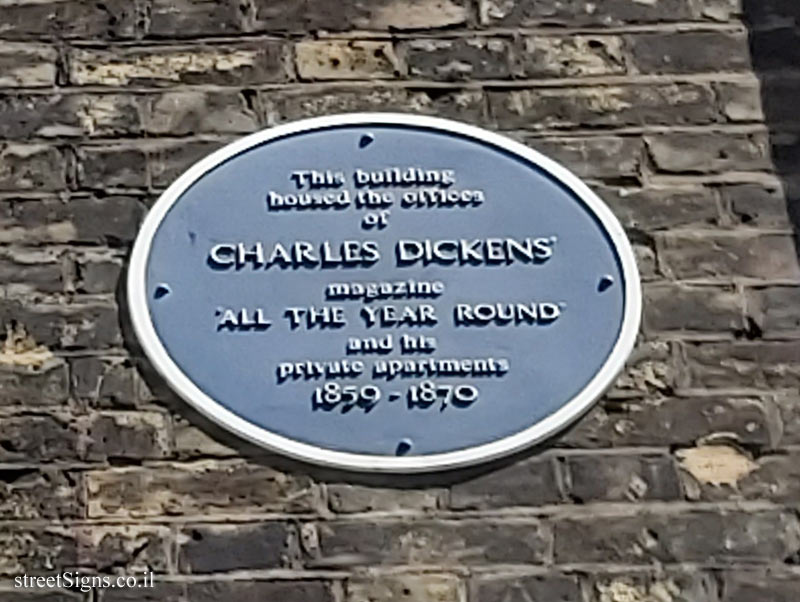 This building
housed the offices
of
CHARLES DICKENS'
magazine
'ALL THE YEAR ROUND'
and his
private apartments
1859 - 1870
streetSigns.co.il